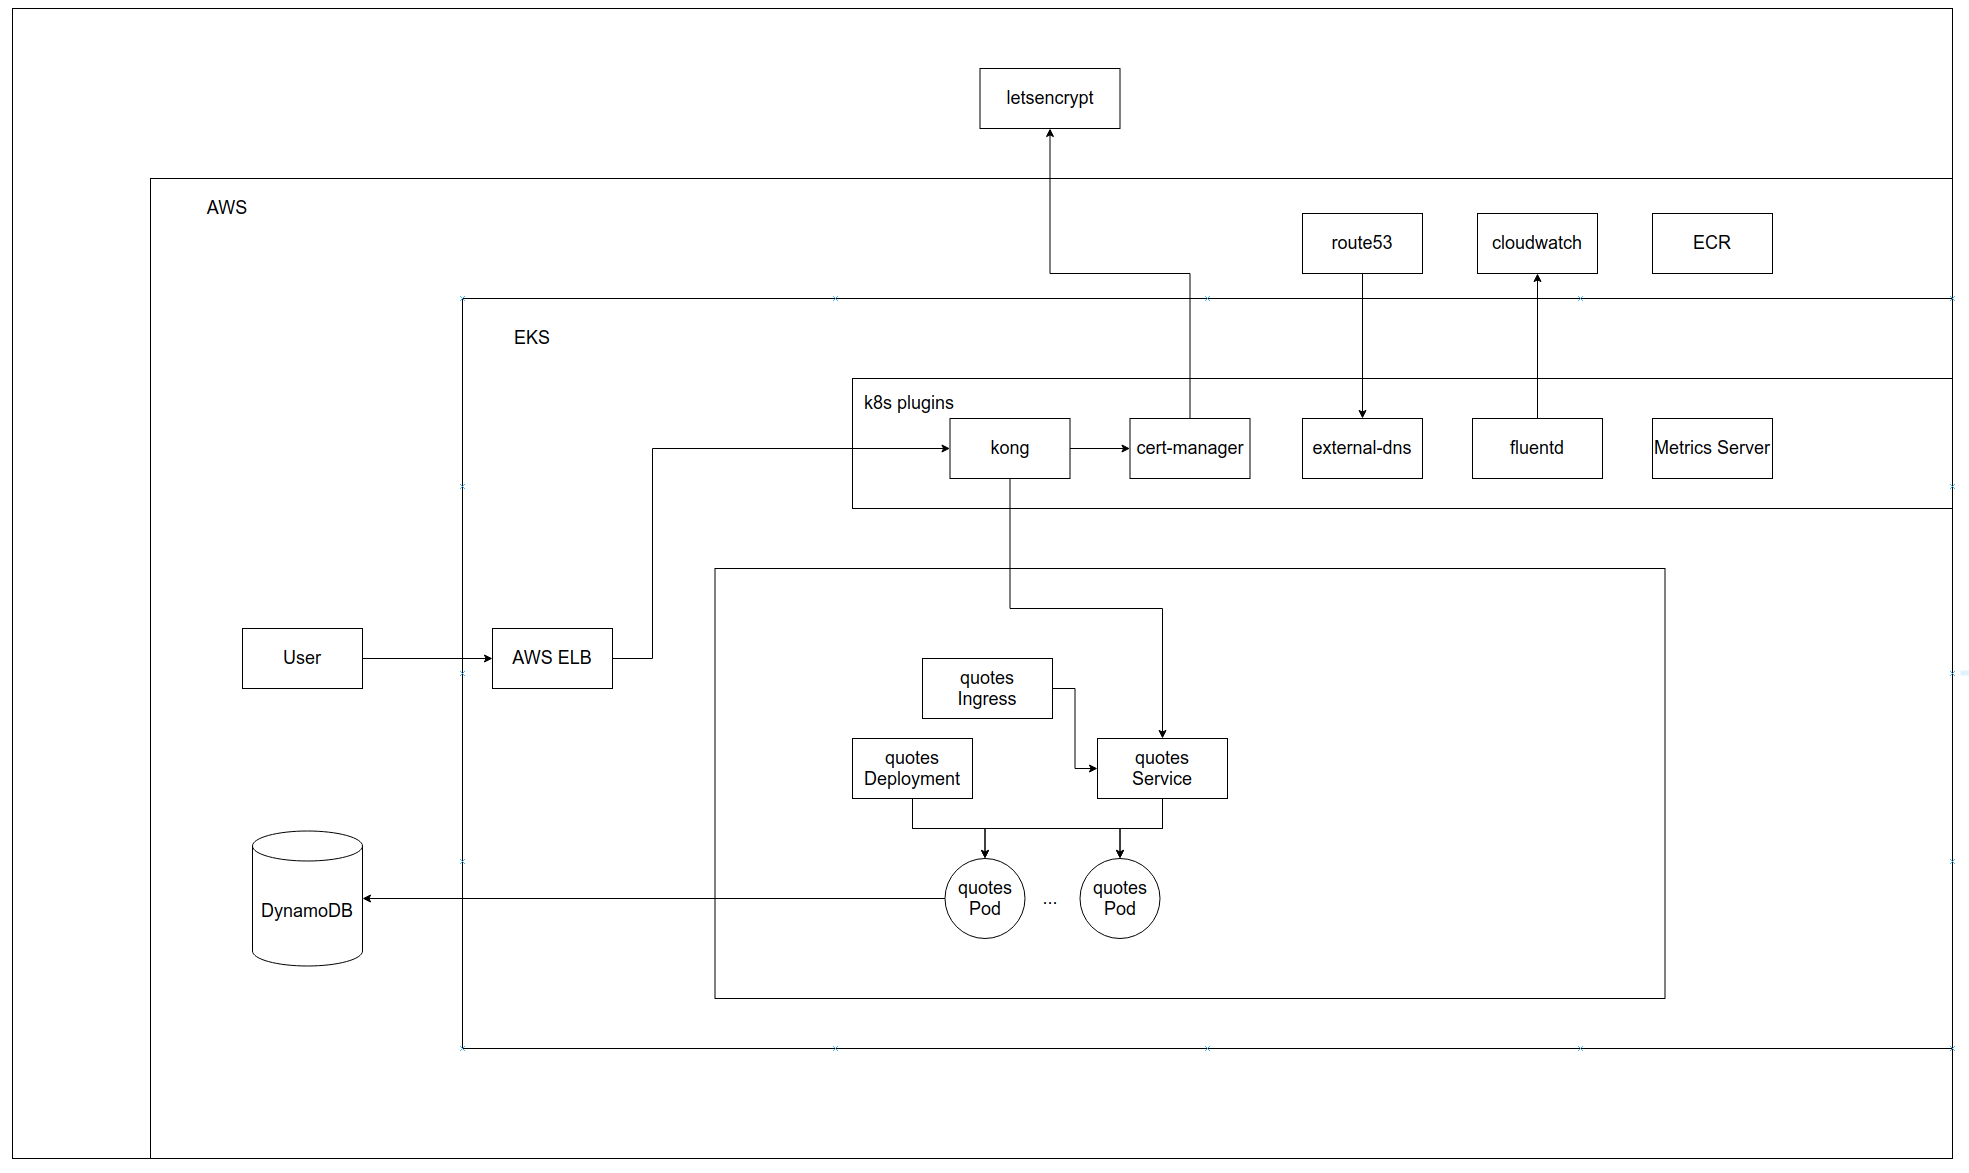 letsencrypt
AWS
route53
cloudwatch
ECR
EKS
k8s plugins
kong
cert-manager
external-dns
fluentd
Metrics Server
User
AWS ELB
quotes
Ingress
quotes
Deployment
quotes
Service
DynamoDB
quotes
Pod
...
quotes
Pod